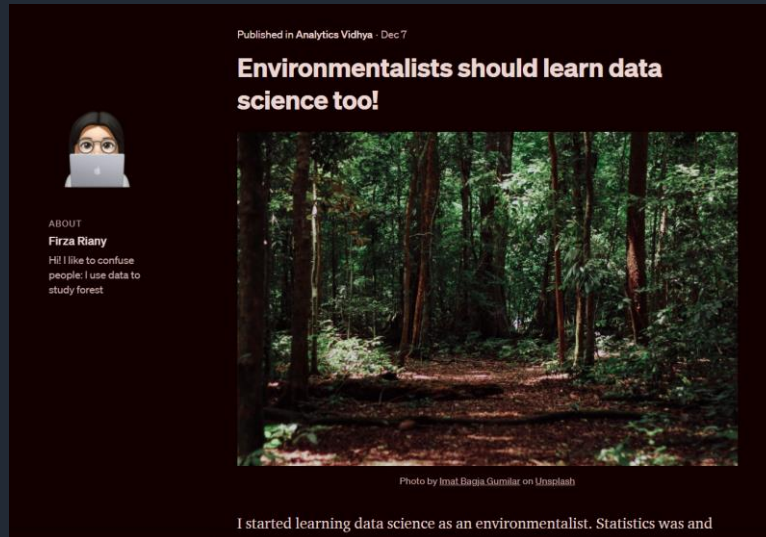 Published in Analytics Vidhya · Dec 7
Environmentalists should learn data
science too!
ABOUT
Firza Riany
Hi! I like to confuse
people: I use data to
study forest
Photo by Imat Bagja Gumilar on Unsplash
I started learning data science as an environmentalist. Statistics was and